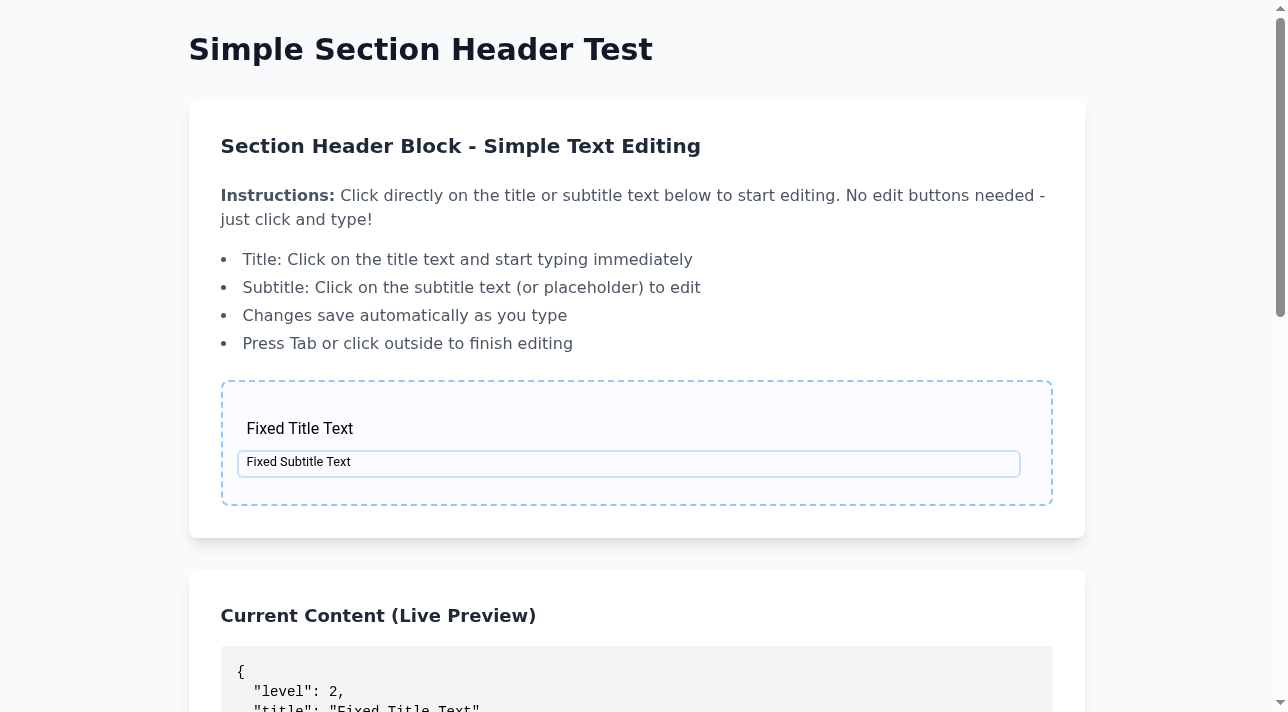 Simple Section Header Test
Section Header Block - Simple Text Editing
Instructions: Click directly on the title or subtitle text below to start editing. No edit buttons needed -
just click and type!
• Title: Click on the title text and start typing immediately
• Subtitle: Click on the subtitle text (or placeholder) to edit
• Changes save automatically as you type
• Press Tab or click outside to finish editing
Fixed Title Text
Fixed Subtitle Text
Current Content (Live Preview)
{
"level": 2,
"title": "Fixed Title Text"